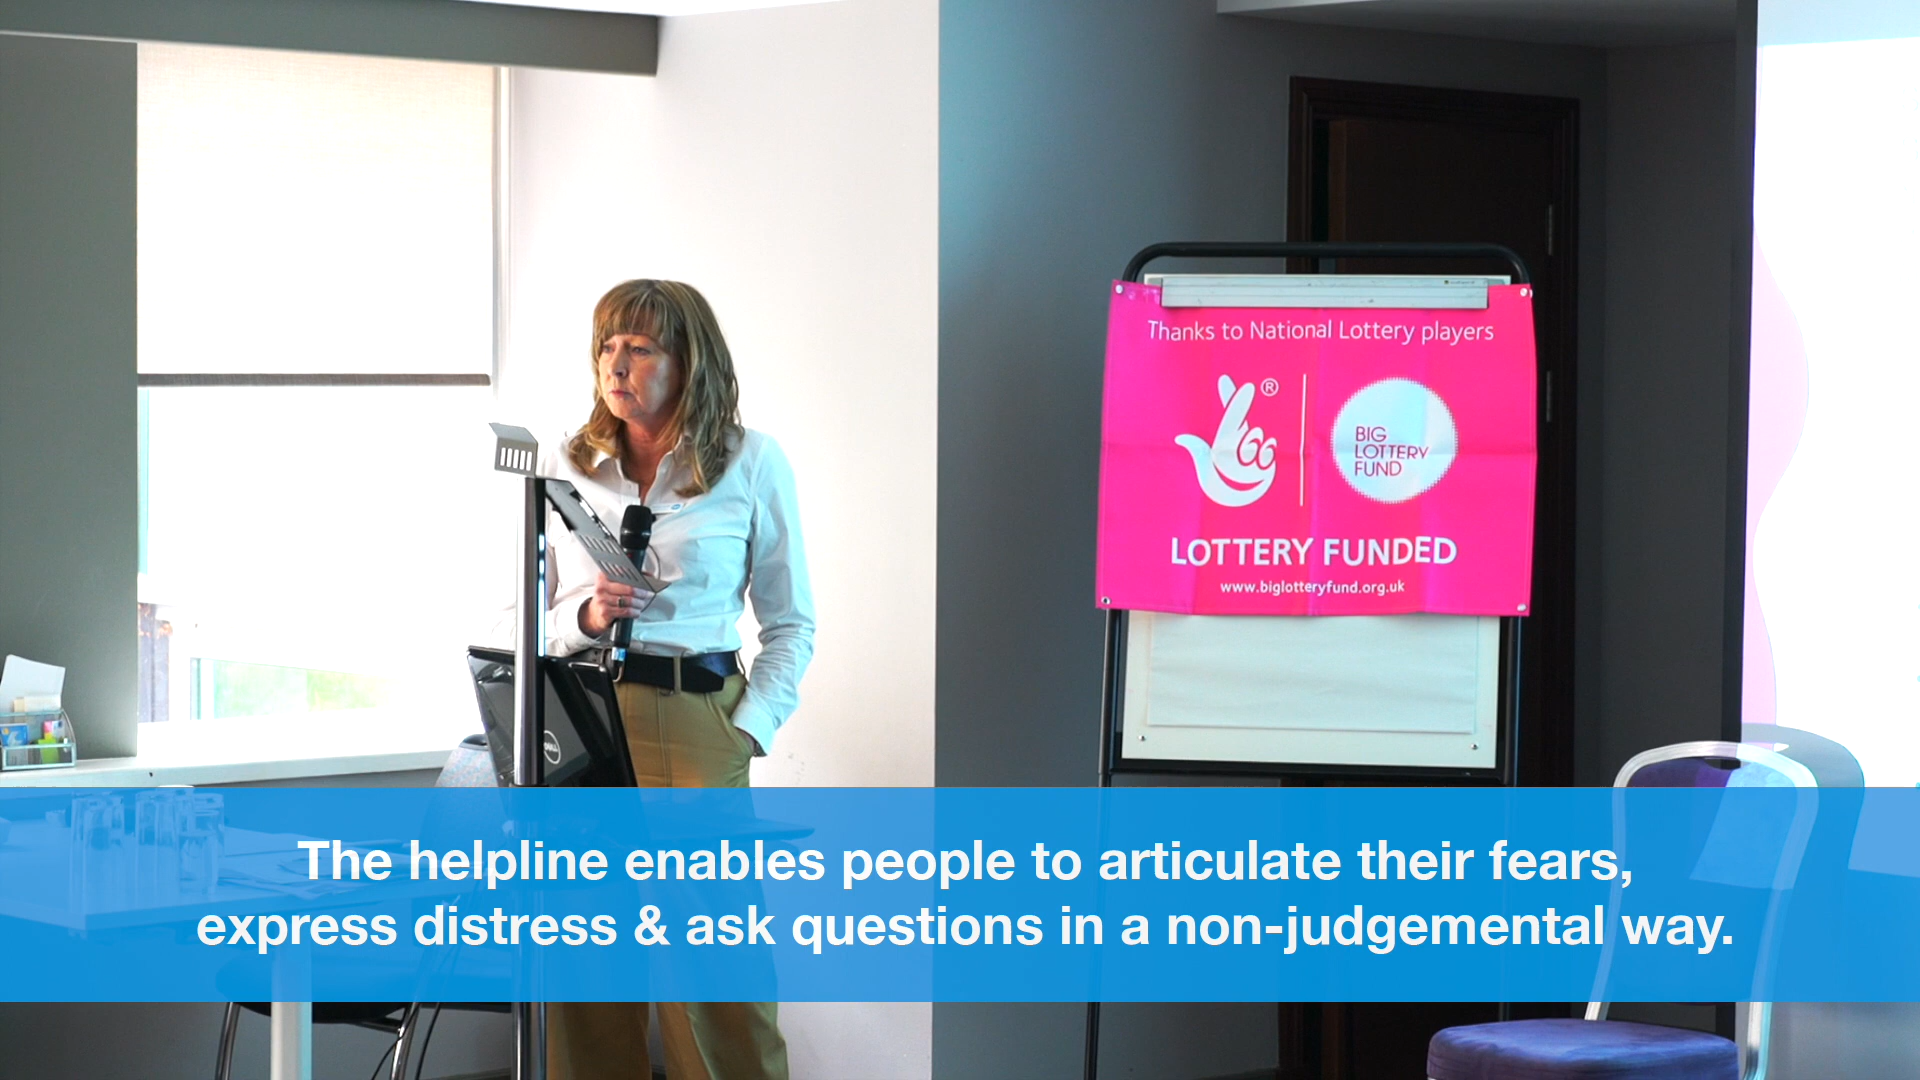 Thanks to National Lottery players
®
BIG
LOTTERY
FUND
LOTTERY FUNDED
www.biglotteryfund.org.uk
DELL
The helpline enables people to articulate their fears,
express distress & ask questions in a non-judgemental way.